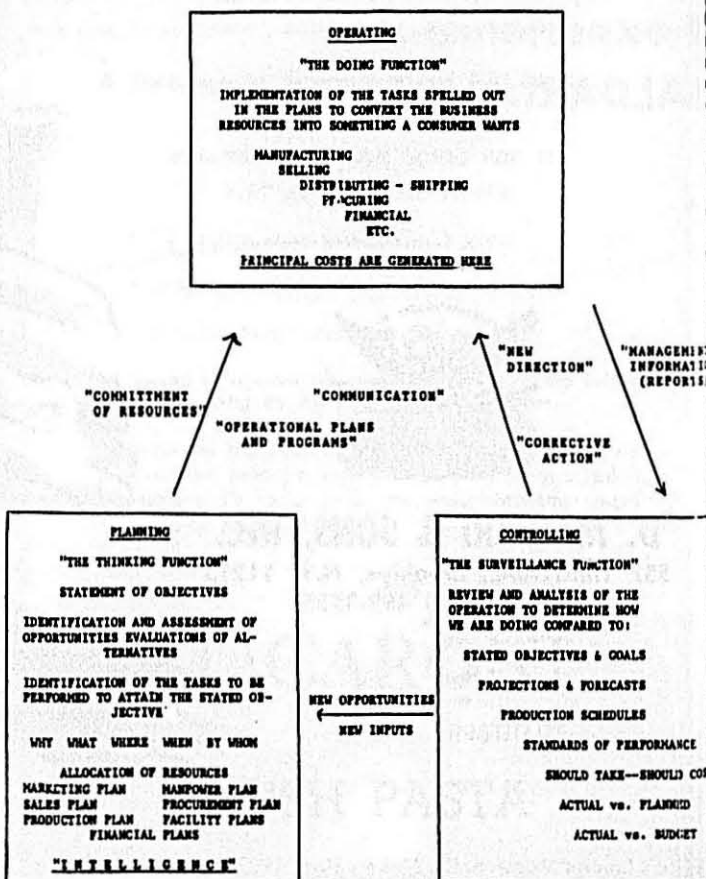 OPERATING
"THE DOING FUNCTION"
IMPLEMENTATION OF THE TASKS SPELLED OUT
IN THE PLANS TO CONVERT THE BUSINESS
RESOURCES INTO SOMETHING A CONSUMER WANTS
MANUFACTURING
SELLING
DISTRIBUTING - SHIPPING
FINANCIAL
ETC.
PRINCIPAL COSTS ARE GENERATED HERE
"COMMITTMENT
OF RESOURCES"
"COMMUNICATION"
"OPERATIONAL PLANS
AND PROGRAMS"
"NEW
DIRECTION"
"CORRECTIVE
ACTION"
"MANAGEMENT
INFORMATIO
(REPORTS
PLANNING
"THE THINKING FUNCTION"
STATEMENT OF OBJECTIVES
IDENTIFICATION AND ASSESSMENT OF
OPPORTUNITIES EVALUATIONS OF AL-
TERNATIVES
IDENTIFICATION OF THE TASKS TO BE
PERFORMED TO ATTAIN THE STATED OB-
JECTIVE
WHY WHAT WHERE WHEN BY WHOM
ALLOCATION OF RESOURCES
MARKETING PLAN MANPOWER PLAN
SALES PLAN PROCUREMENT PLAN
PRODUCTION PLAN FACILITY PLANS
FINANCIAL PLANS
"INTELLIGENCE"
NEW OPPORTUNITIES
NEW INPUTS
CONTROLLING
"THE SURVEILLANCE FUNCTION"
REVIEW AND ANALYSIS OF THE
OPERATION TO DETERMINE HOW
WE ARE DOING COMPARED TO:
STATED OBJECTIVES & GOALS
PROJECTIONS & FORECASTS
PRODUCTION SCHEDULES
STANDARDS OF PERFORMANCE
SHOULD TAKE--SHOULD CO
ACTUAL vs. PLANNED
ACTUAL vs. BUDGET